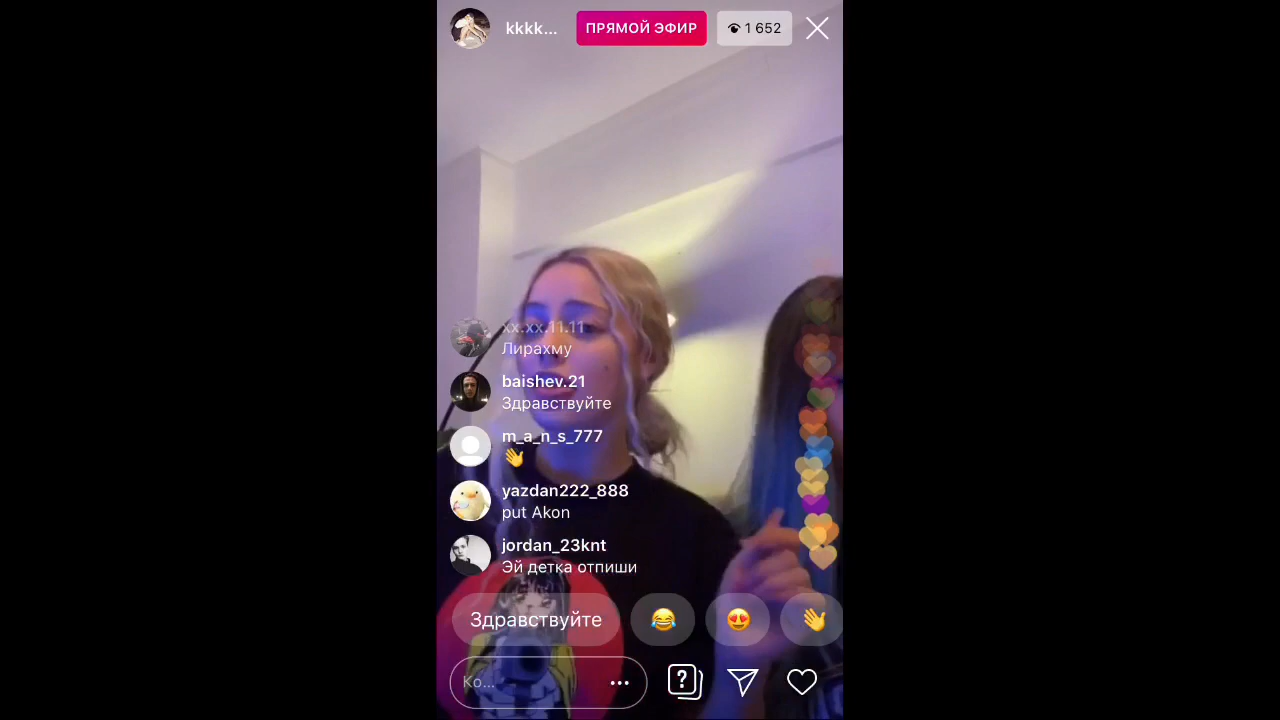 kkkk...
ПРЯМОЙ ЭФИР
1 652
xx.xx.11.11
Лирахму
baishev.21
Здравствуйте
m_a_n_s_777
👋
yazdan222_888
put Akon
jordan_23knt
Эй детка отпиши
Здравствуйте 😂 😍 👋
Ко...